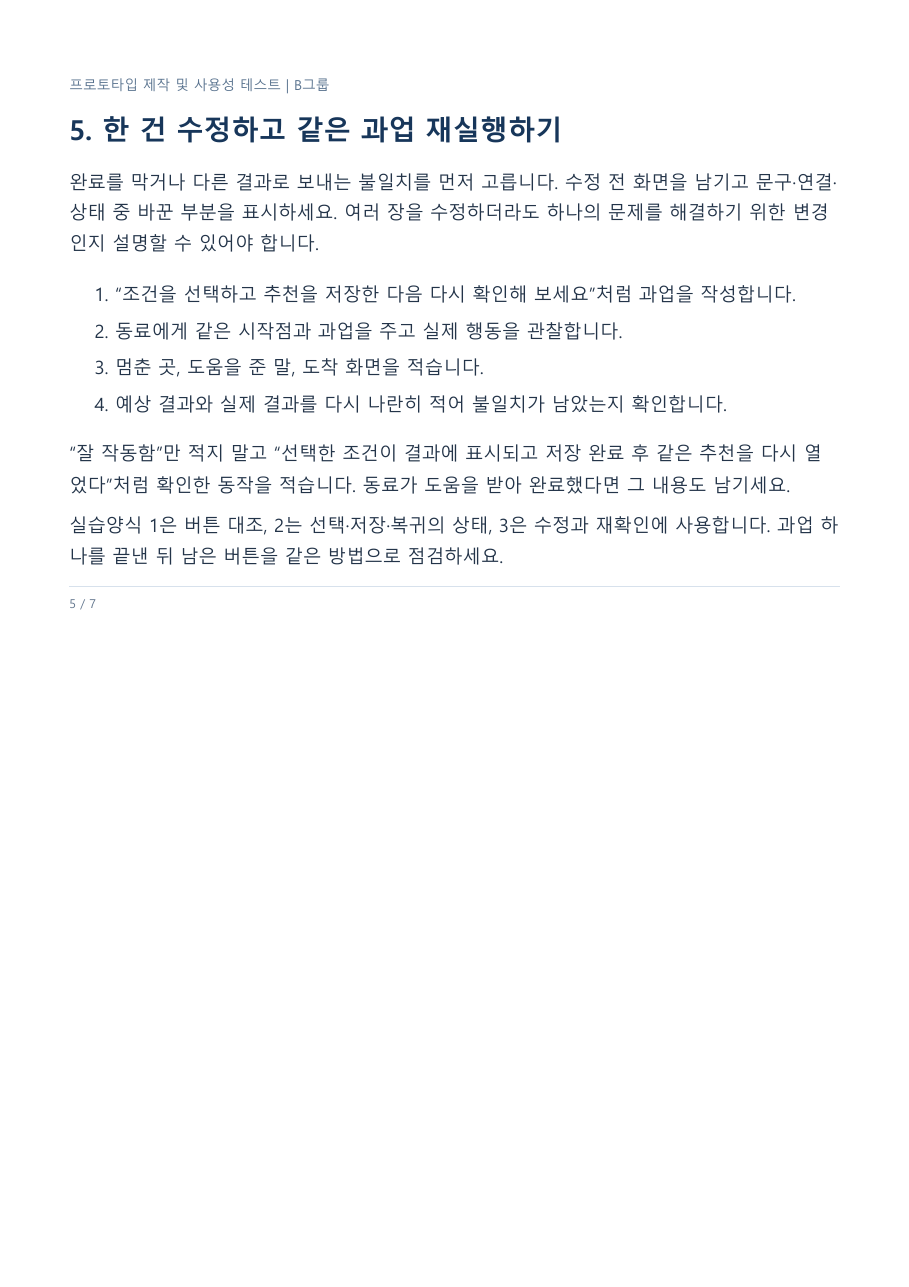 프로토타입 제작 및 사용성 테스트 | B그룹
5. 한 건 수정하고 같은 과업 재실행하기
완료를 막거나 다른 결과로 보내는 불일치를 먼저 고릅니다. 수정 전 화면을 남기고 문구·연결·
상태 중 바꾼 부분을 표시하세요. 여러 장을 수정하더라도 하나의 문제를 해결하기 위한 변경
인지 설명할 수 있어야 합니다.
1. “조건을 선택하고 추천을 저장한 다음 다시 확인해 보세요”처럼 과업을 작성합니다.
2. 동료에게 같은 시작점과 과업을 주고 실제 행동을 관찰합니다.
3. 멈춘 곳, 도움을 준 말, 도착 화면을 적습니다.
4. 예상 결과와 실제 결과를 다시 나란히 적어 불일치가 남았는지 확인합니다.
“잘 작동함”만 적지 말고 “선택한 조건이 결과에 표시되고 저장 완료 후 같은 추천을 다시 열
었다”처럼 확인한 동작을 적습니다. 동료가 도움을 받아 완료했다면 그 내용도 남기세요.
실습양식 1은 버튼 대조, 2는 선택·저장·복귀의 상태, 3은 수정과 재확인에 사용합니다. 과업 하
나를 끝낸 뒤 남은 버튼을 같은 방법으로 점검하세요.
5 / 7